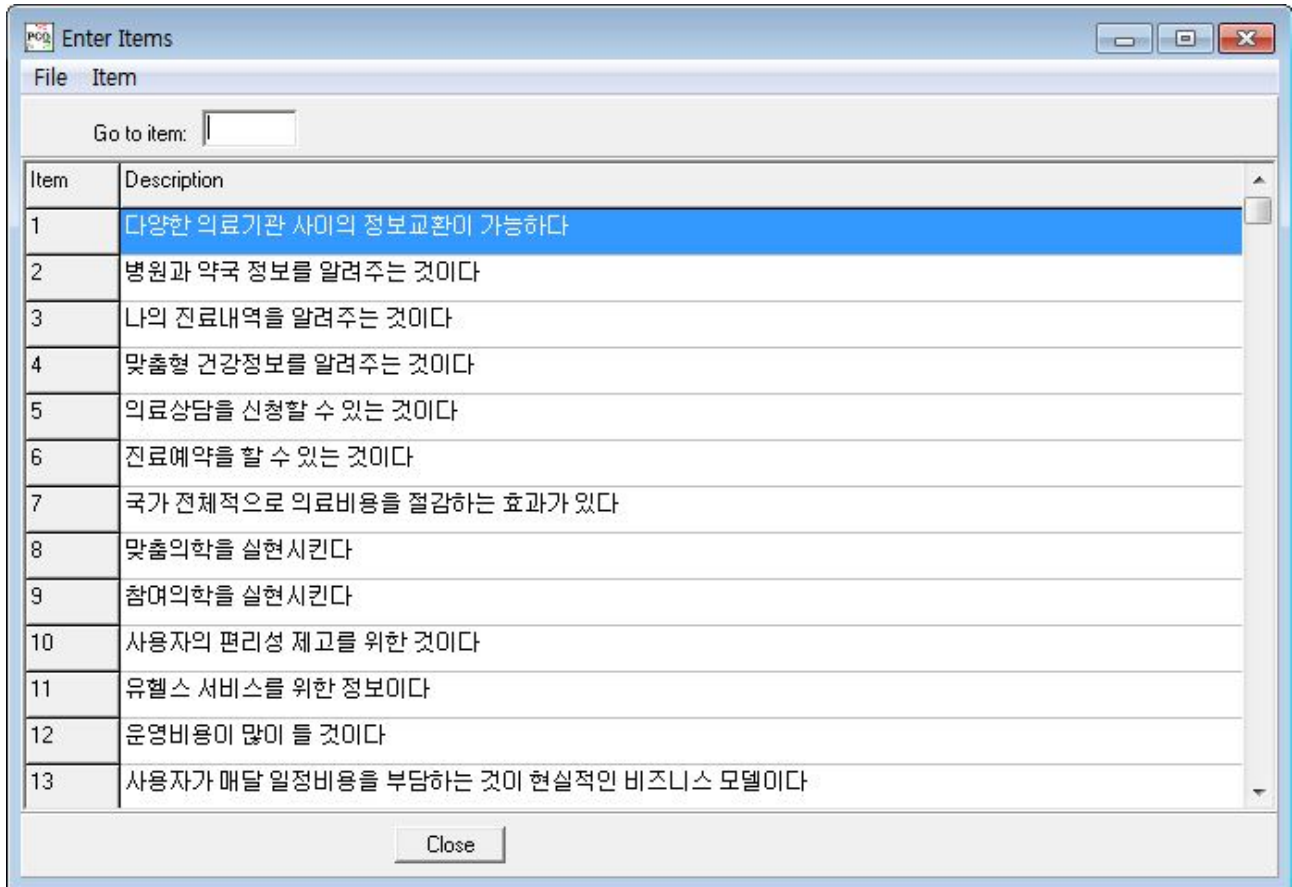 PCQ Enter Items
File Item
Go to item:
Item Description
1 다양한 의료기관 사이의 정보교환이 가능하다
2 병원과 약국 정보를 알려주는 것이다
3 나의 진료내역을 알려주는 것이다
4 맞춤형 건강정보를 알려주는 것이다
5 의료상담을 신청할 수 있는 것이다
6 진료예약을 할 수 있는 것이다
7 국가 전체적으로 의료비용을 절감하는 효과가 있다
8 맞춤의학을 실현시킨다
9 참여의학을 실현시킨다
10 사용자의 편리성 제고를 위한 것이다
11 유헬스 서비스를 위한 정보이다
12 운영비용이 많이 들 것이다
13 사용자가 매달 일정비용을 부담하는 것이 현실적인 비즈니스 모델이다
Close